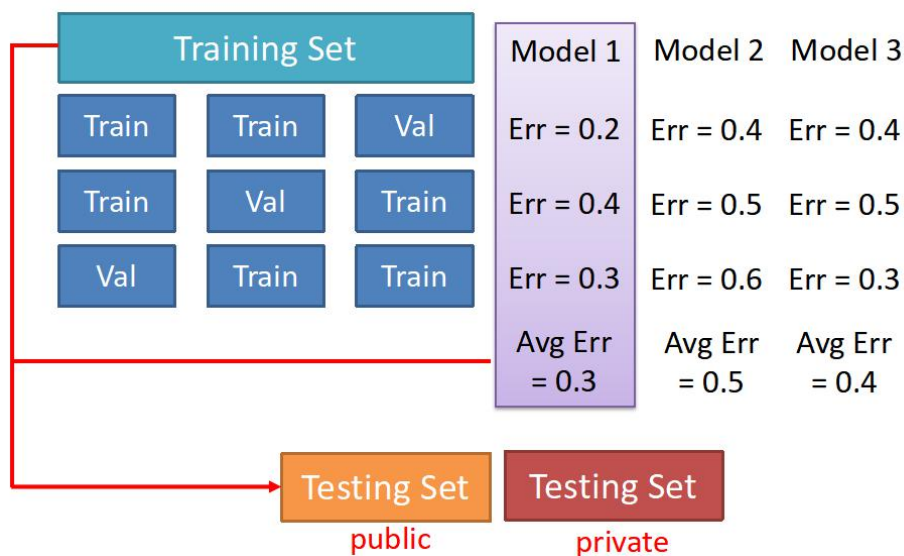 Training Set
Model 1 Model 2 Model 3
Train Train Val
Err = 0.2 Err = 0.4 Err = 0.4
Train Val Train
Err = 0.4 Err = 0.5 Err = 0.5
Val Train Train
Err = 0.3 Err = 0.6 Err = 0.3
Avg Err Avg Err Avg Err
= 0.3 = 0.5 = 0.4
Testing Set Testing Set
public private